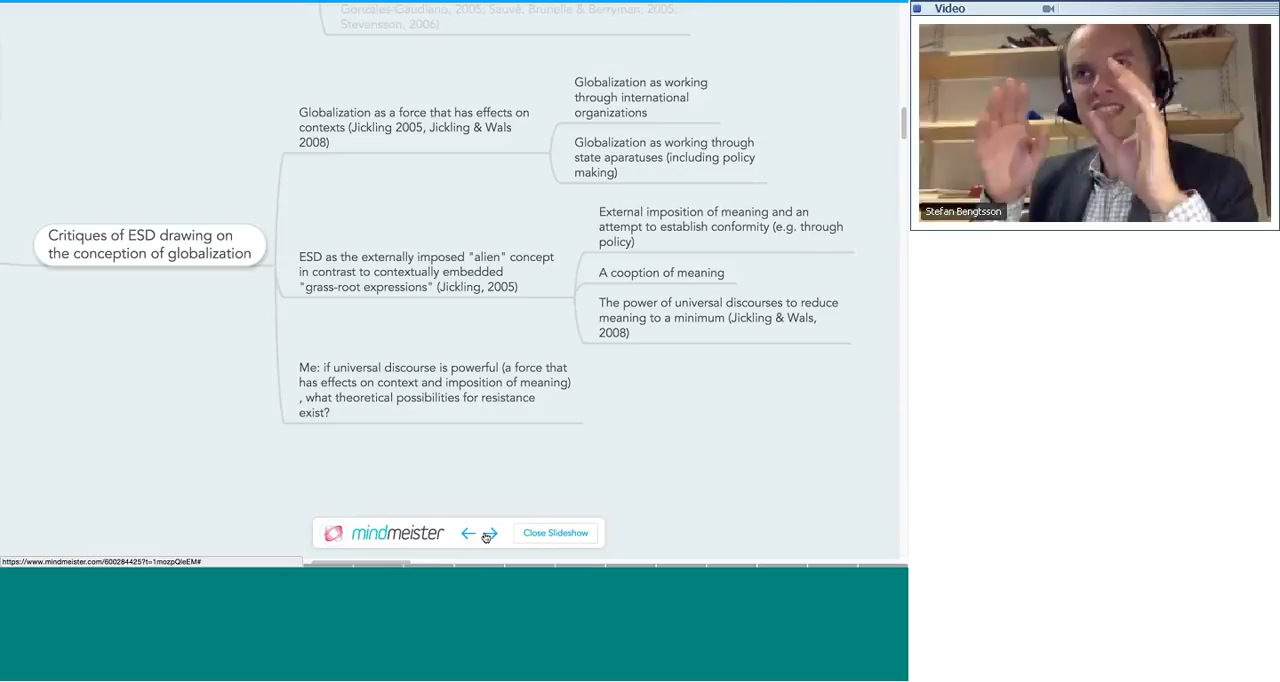 Gonzales-Gaudiano, 2005; Sauvé, Brunelle & Berryman, 2005,
Stevensson, 2006)
Globalization as a force that has effects on
contexts (Jickling 2005, Jickling & Wals
2008)
Globalization as working
through international
organizations
Globalization as working through
state aparatuses (including policy
making)
Critiques of ESD drawing on
the conception of globalization
ESD as the externally imposed "alien" concept
in contrast to contextually embedded
"grass-root expressions" (Jickling, 2005)
External imposition of meaning and an
attempt to establish conformity (e.g. through
policy)
A cooption of meaning
The power of universal discourses to reduce
meaning to a minimum (Jickling & Wals,
2008)
Me: if universal discourse is powerful (a force that
has effects on context and imposition of meaning)
, what theoretical possibilities for resistance
exist?
mindmeister
Close Slideshow
https://www.mindmeister.com/600284425?t=1mozpQleEM#
Video
Stefan Bengtsson